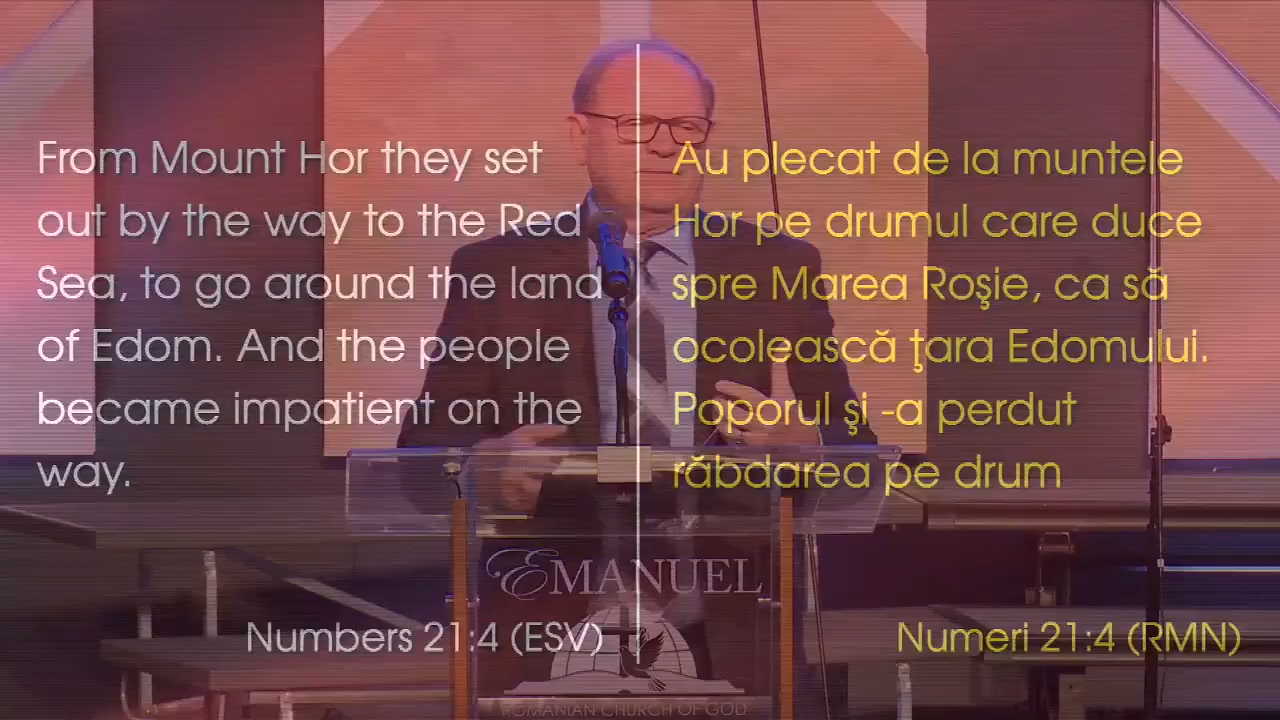 From Mount Hor they set
out by the way to the Red
Sea, to go around the land
of Edom. And the people
became impatient on the
way.
Numbers 21:4 (ESV)
Au plecat de la muntele
Hor pe drumul care duce
spre Marea Roşie, ca să
ocolească ţara Edomului.
Poporul şi -a perdut
răbdarea pe drum
Numeri 21:4 (RMN)
EMANUEL
ROMANIAN CHURCH OF GOD